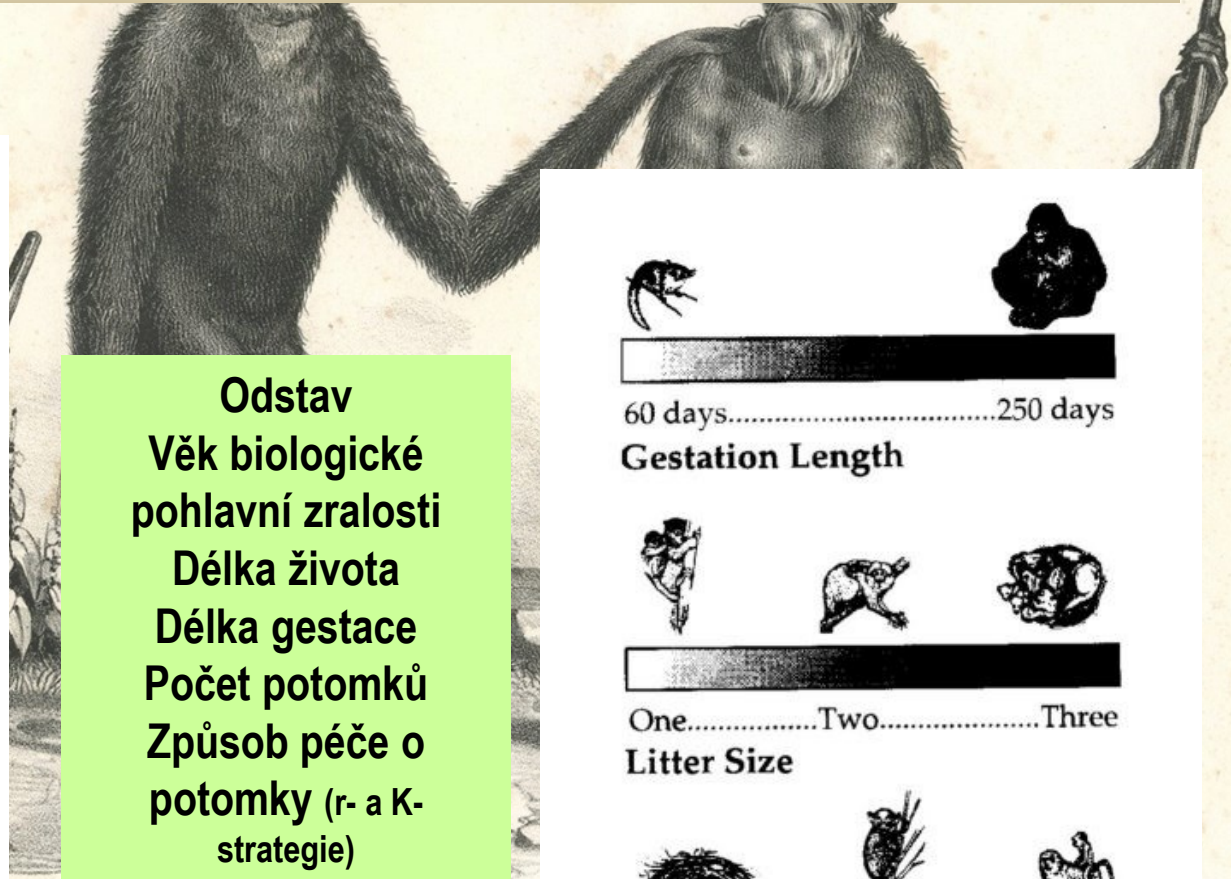 Odstav
Věk biologické
pohlavní zralosti
Délka života
Délka gestace
Počet potomků
Způsob péče o
potomky (r- a K-
strategie)
60 days..................................250 days
Gestation Length
One.................Two....................Three
Litter Size